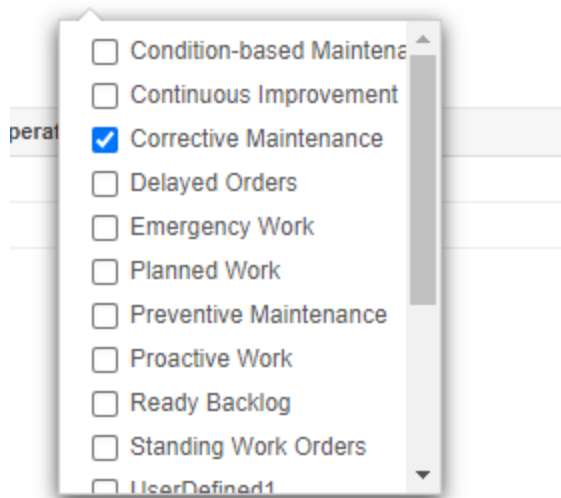 Condition-based Maintena
Continuous Improvement
perat
Corrective Maintenance
Delayed Orders
Emergency Work
Planned Work
Preventive Maintenance
Proactive Work
Ready Backlog
Standing Work Orders
UserDefined1